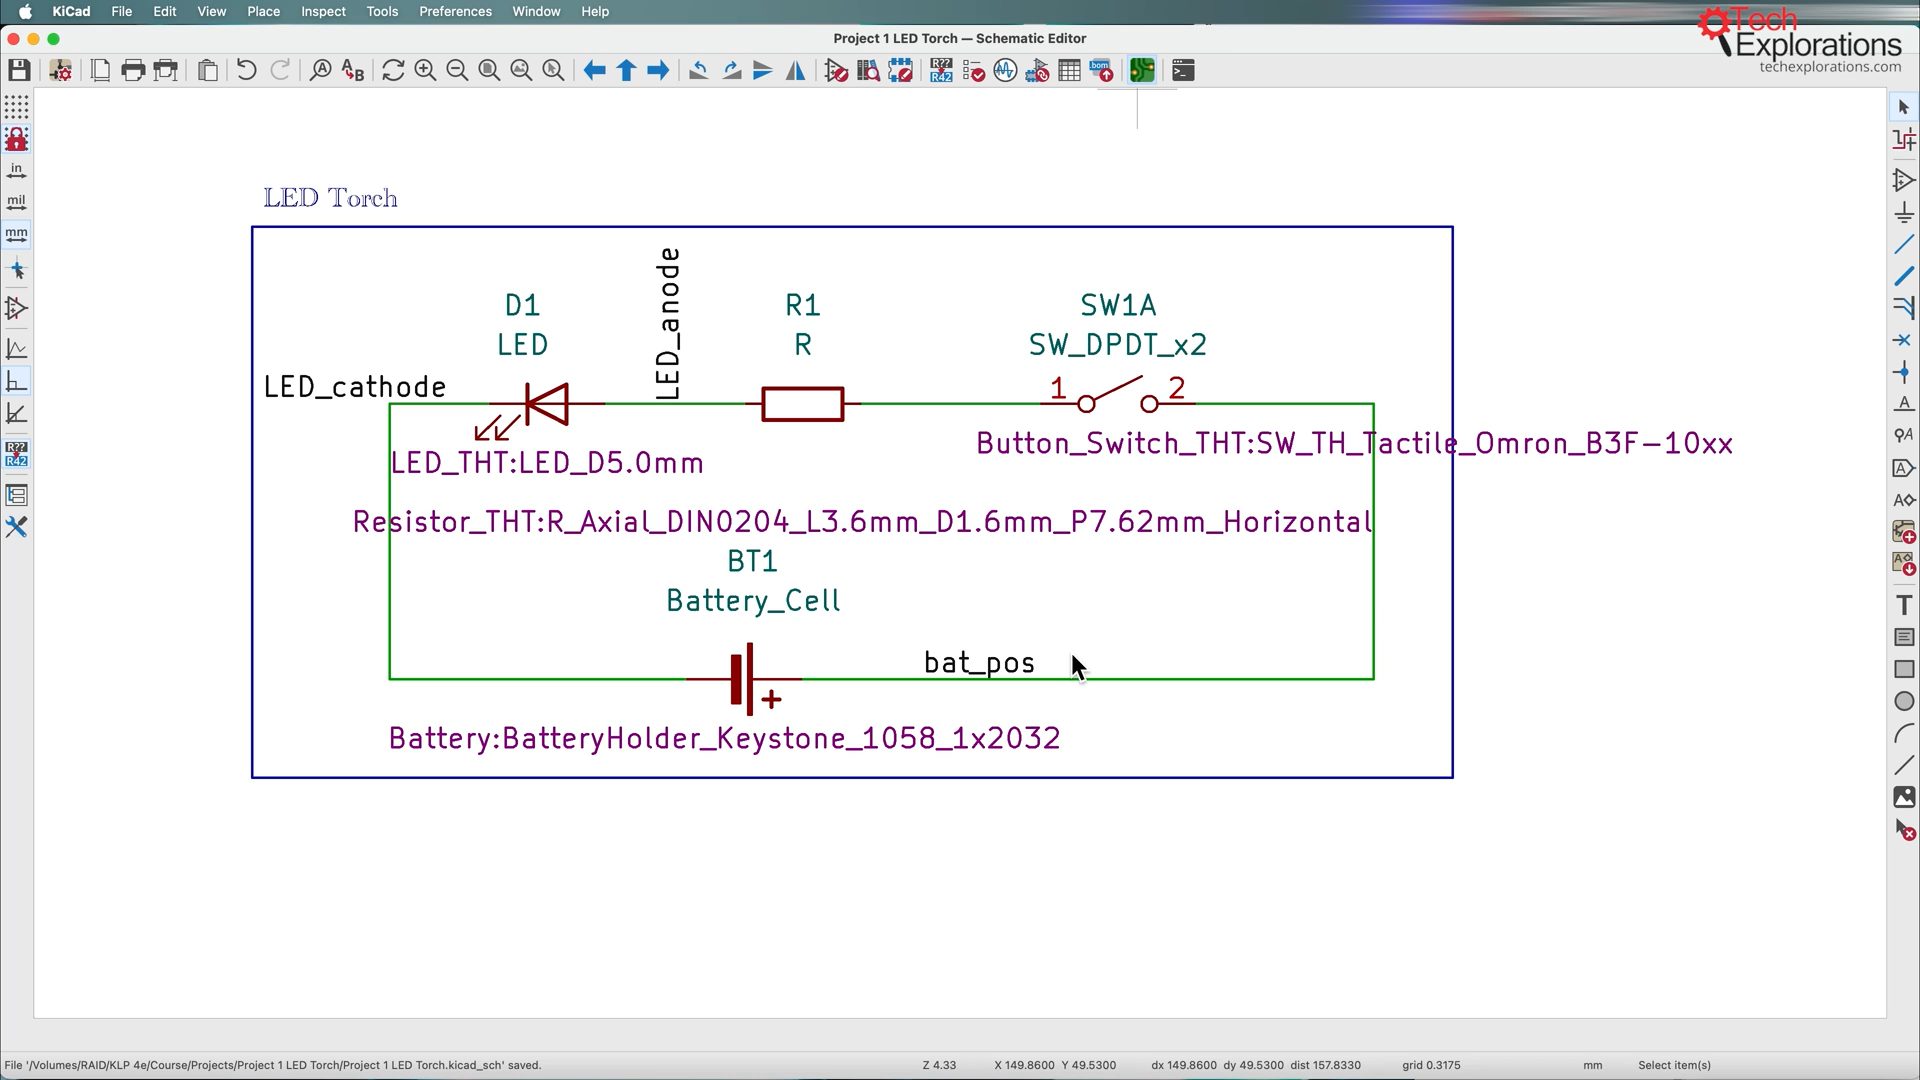 KiCad File Edit View Place Inspect Tools Preferences Window Help
Project 1 LED Torch — Schematic Editor
Tech
Explorations
techexplorations.com
R??
R42
bom
in
mil
mm
R??
R42
LED Torch
LED_anode
D1
LED
R1
R
SW1A
SW_DPDT_x2
LED_cathode
1
2
Button_Switch_THT:SW_TH_Tactile_Omron_B3F-10xx
LED_THT:LED_D5.0mm
Resistor_THT:R_Axial_DIN0204_L3.6mm_D1.6mm_P7.62mm_Horizontal
BT1
Battery_Cell
bat_pos
+
Battery:BatteryHolder_Keystone_1058_1x2032
File '/Volumes/RAID/KLP 4e/Course/Projects/Project 1 LED Torch/Project 1 LED Torch.kicad_sch' saved.
Z 4.33
X 149.8600 Y 49.5300
dx 149.8600 dy 49.5300 dist 157.8330
grid 0.3175
mm
Select item(s)